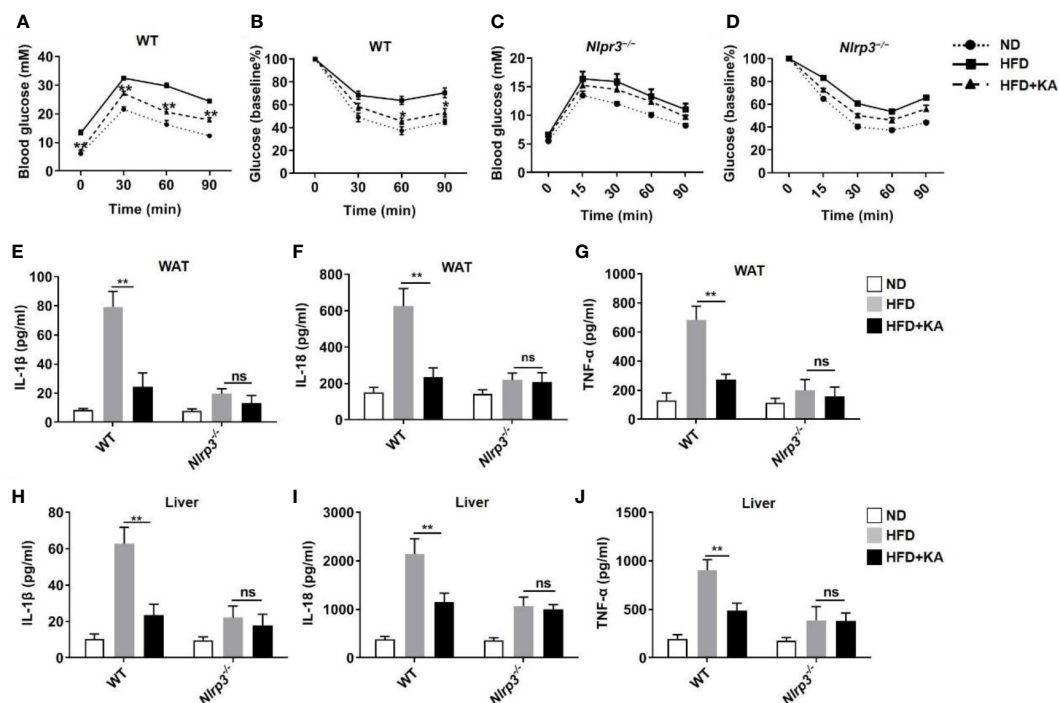 A
WT
Blood glucose (mM)
40
30
20
10
0
0 30 60 90
Time (min)
**
**
**
**
B
WT
Glucose (baseline%)
100
80
60
40
20
0
0 30 60 90
Time (min)
*
*
C
Nlpr3–/–
Blood glucose (mM)
20
15
10
5
0
0 15 30 60 90
Time (min)
D
Nlrp3–/–
Glucose (baseline%)
100
80
60
40
20
0
0 15 30 60 90
Time (min)
ND
HFD
HFD+KA
E
WAT
IL-1β (pg/ml)
100
80
60
40
20
0
**
ns
WT
Nlrp3-/-
F
WAT
IL-18 (pg/ml)
800
600
400
200
0
**
ns
WT
Nlrp3-/-
G
WAT
TNF-α (pg/ml)
1000
800
600
400
200
0
**
ns
WT
Nlrp3-/-
ND
HFD
HFD+KA
H
Liver
IL-1β (pg/ml)
80
60
40
20
0
**
ns
WT
Nlrp3-/-
I
Liver
IL-18 (pg/ml)
3000
2000
1000
0
**
ns
WT
Nlrp3-/-
J
Liver
TNF-α (pg/ml)
1500
1000
500
0
**
ns
WT
Nlrp3-/-
ND
HFD
HFD+KA